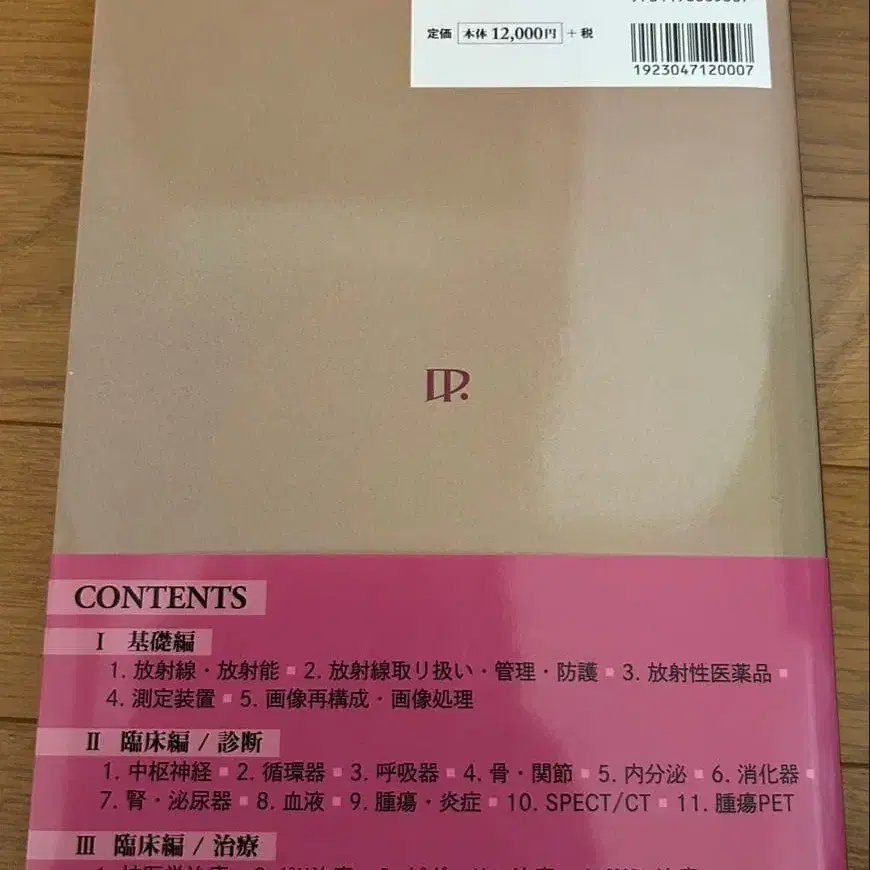 定価 本体 12,000円 + 税
1923047120007
CONTENTS
I 基礎編
1. 放射線・放射能 ■ 2. 放射線取り扱い・管理・防護 ■ 3. 放射性医薬品 ■
4. 測定装置 ■ 5. 画像再構成・画像処理
II 臨床編 / 診断
1. 中枢神経 ■ 2. 循環器 ■ 3. 呼吸器 ■ 4. 骨・関節 ■ 5. 内分泌 ■ 6. 消化器 ■
7. 腎・泌尿器 ■ 8. 血液 ■ 9. 腫瘍・炎症 ■ 10. SPECT/CT ■ 11. 腫瘍PET
III 臨床編 / 治療